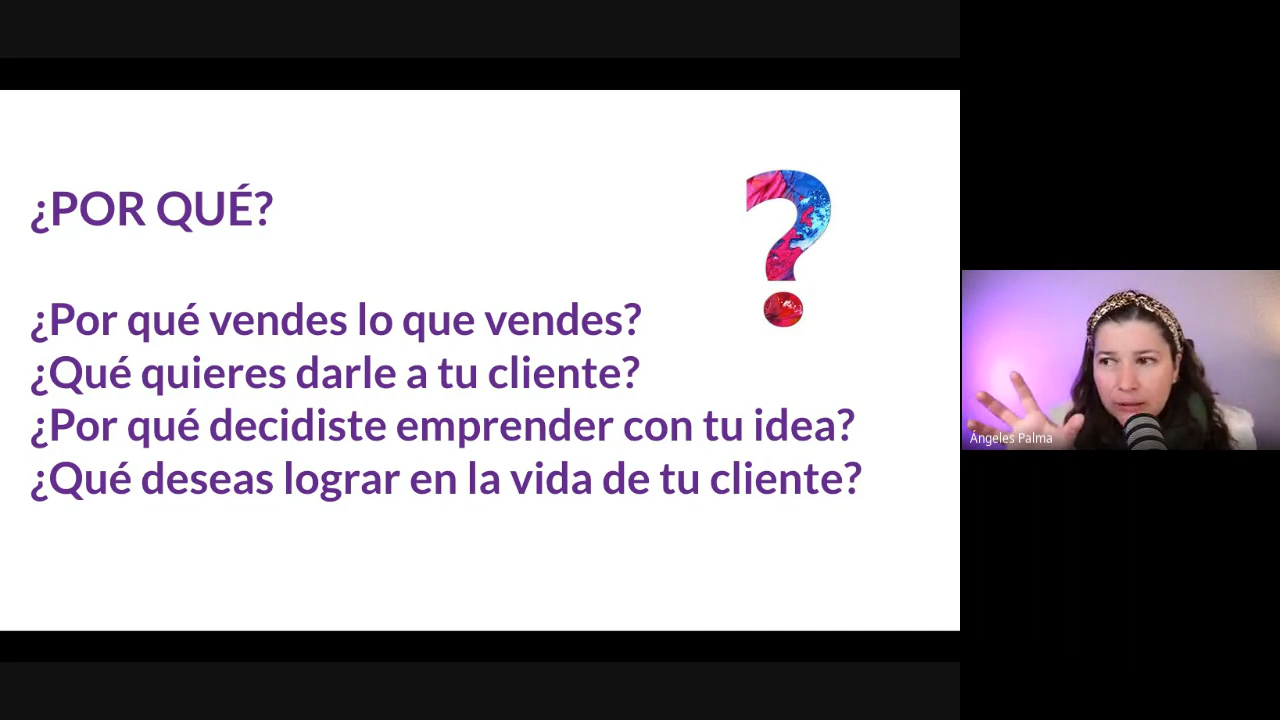 ¿POR QUÉ?
¿Por qué vendes lo que vendes?
¿Qué quieres darle a tu cliente?
¿Por qué decidiste emprender con tu idea?
¿Qué deseas lograr en la vida de tu cliente?
Ángeles Palma